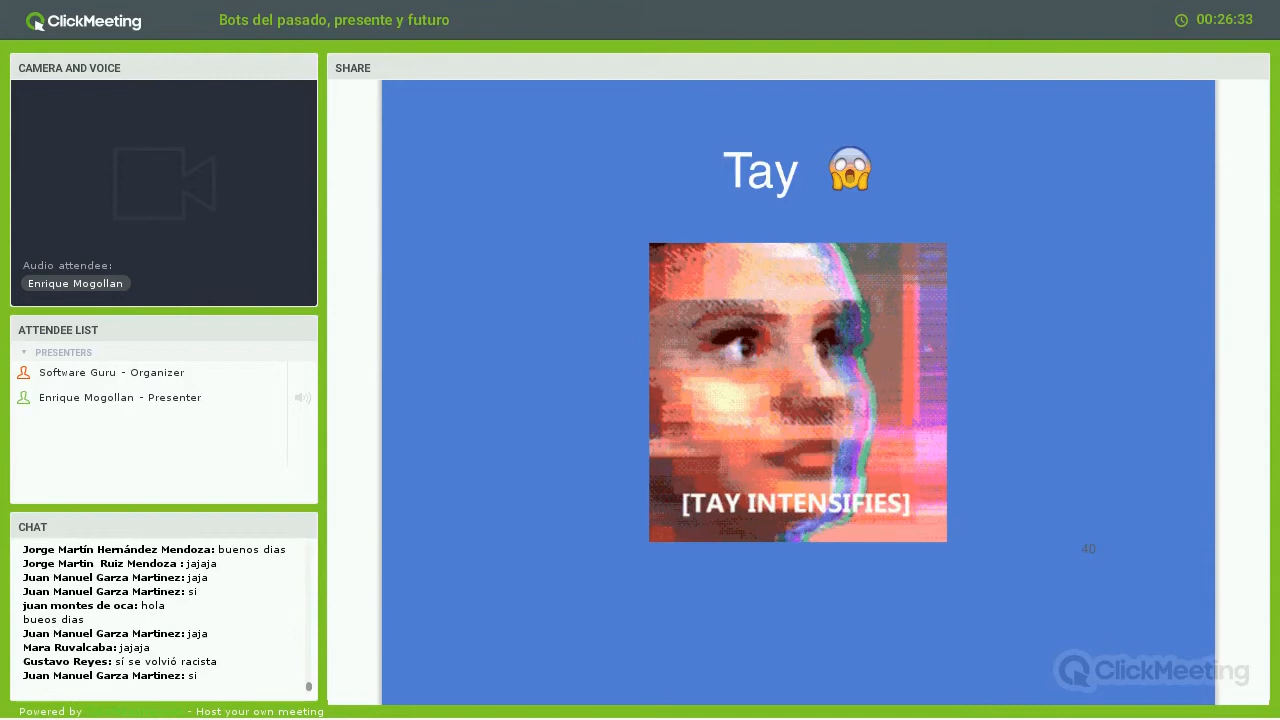 ClickMeeting
Bots del pasado, presente y futuro
00:26:33
CAMERA AND VOICE
Audio attendee:
Enrique Mogollan
ATTENDEE LIST
PRESENTERS
Software Guru - Organizer
Enrique Mogollan - Presenter
CHAT
Jorge Martín Hernández Mendoza: buenos dias
Jorge Martín Ruiz Mendoza : jajaja
Juan Manuel Garza Martinez: jaja
Juan Manuel Garza Martinez: si
juan montes de oca: hola
bueos dias
Juan Manuel Garza Martinez: jaja
Mara Ruvalcaba: jajaja
Gustavo Reyes: sí se volvió racista
Juan Manuel Garza Martinez: si
Powered by
- Host your own meeting
SHARE
Tay
[TAY INTENSIFIES]
40
ClickMeeting